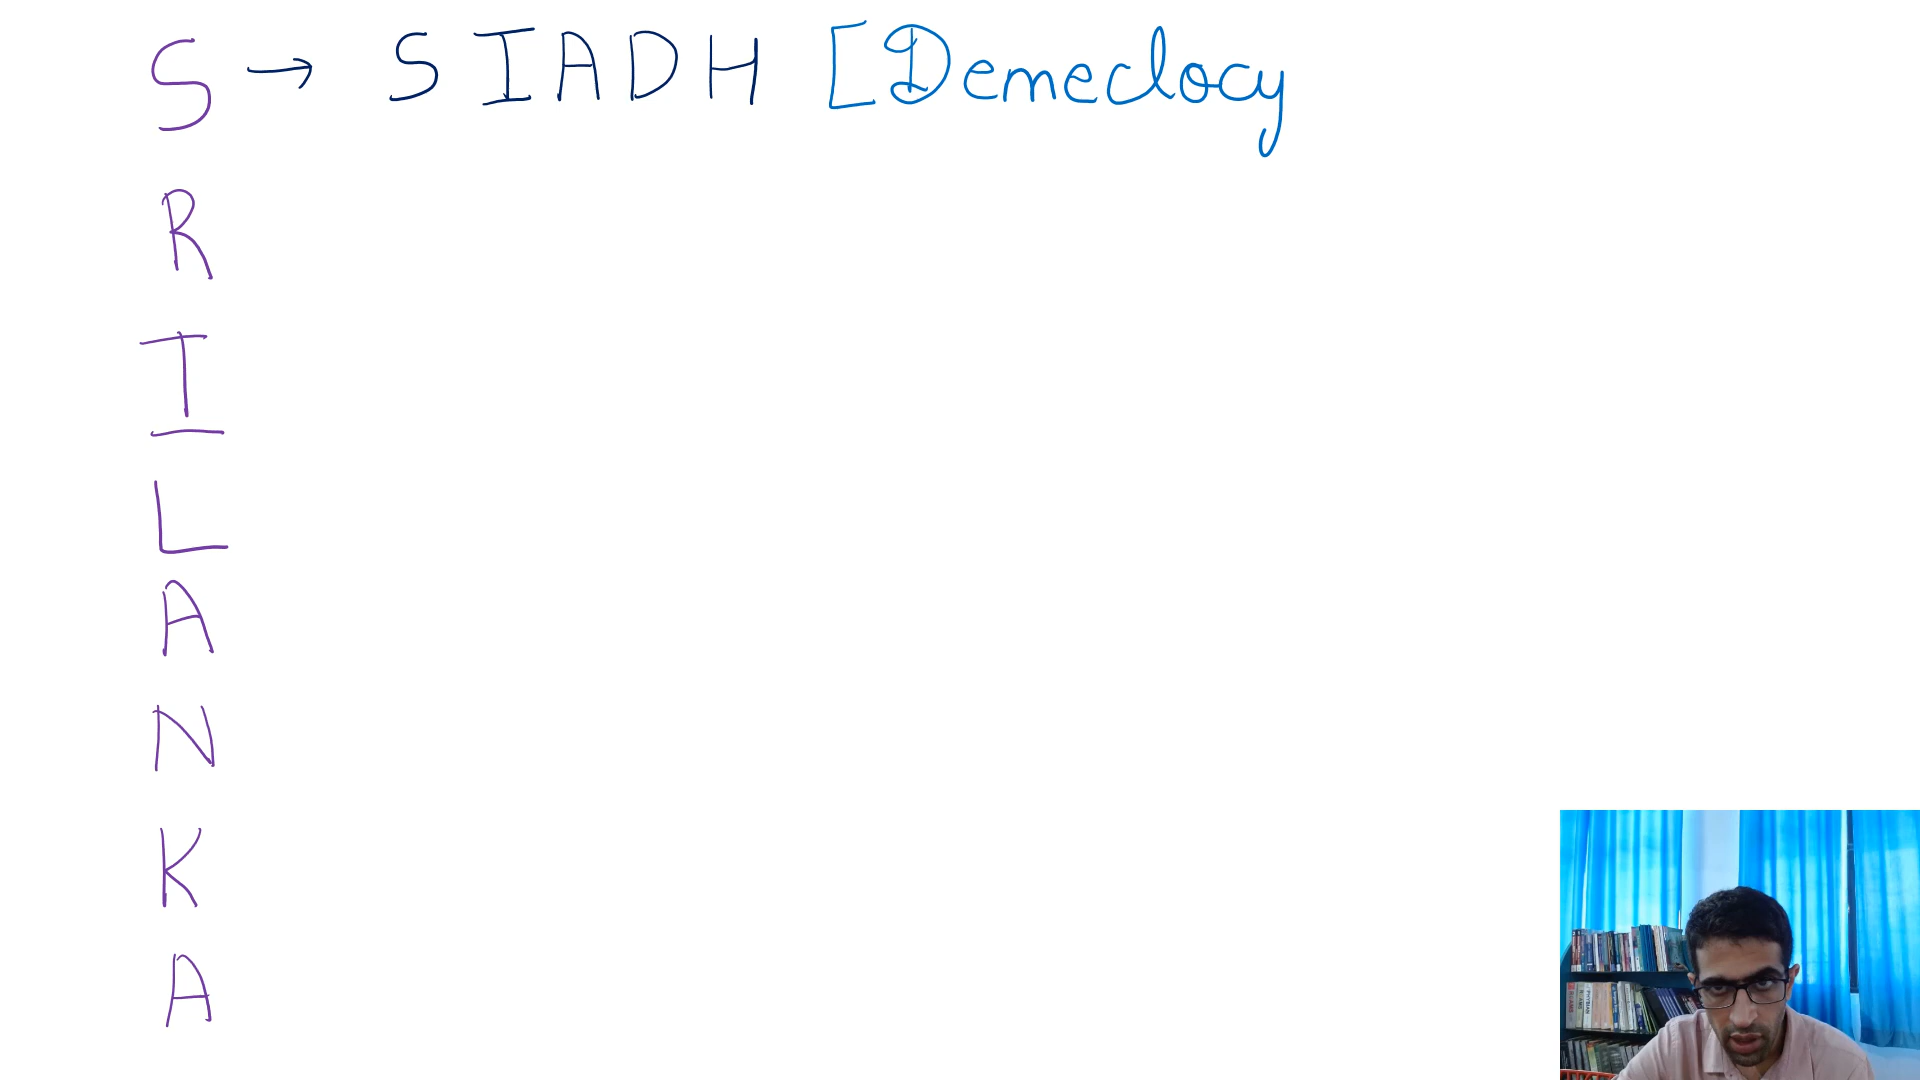 S → SIADH [Demeclocy
R
I
L
A
N
K
A